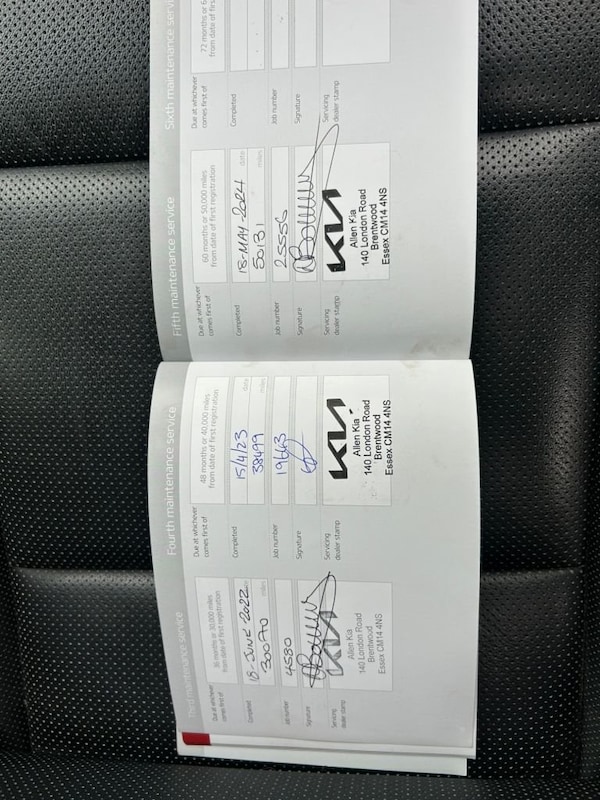 Third maintenance service
Due at whichever
comes first of
36 months or 30,000 miles
from date of first registration
Completed
18-JUNE-2022 date
30070 miles
Job number
4580
Signature
Servicing
dealer stamp
KIA
Allen Kia
140 London Road
Brentwood
Essex CM14 4NS
Fourth maintenance service
Due at whichever
comes first of
48 months or 40,000 miles
from date of first registration
Completed
15/4/23 date
38499 miles
Job number
19663
Signature
Servicing
dealer stamp
KIA
Allen Kia
140 London Road
Brentwood
Essex CM14 4NS
Fifth maintenance service
Due at whichever
comes first of
60 months or 50,000 miles
from date of first registration
Completed
18-MAY-2024 date
50131 miles
Job number
25556
Signature
Servicing
dealer stamp
KIA
Allen Kia
140 London Road
Brentwood
Essex CM14 4NS
Sixth maintenance service
Due at whichever
comes first of
72 months or
from date of
Completed
Job number
Signature
Servicing
dealer stamp